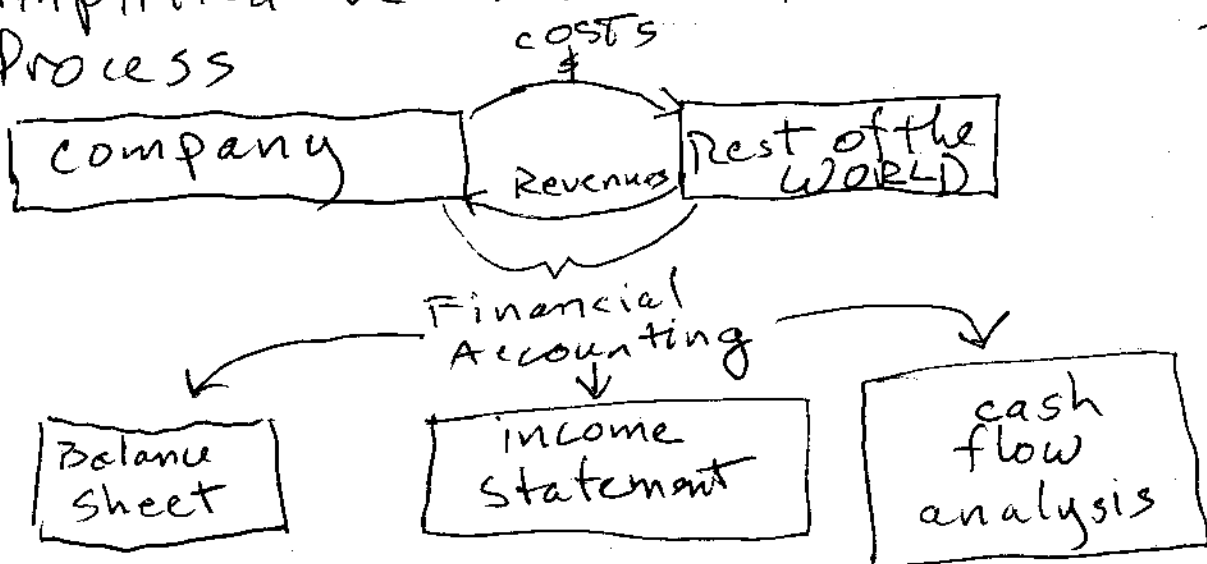 Process
costs
$
company
Revenues
Rest of the
WORLD
Financial
Accounting
Balance
sheet
income
statement
cash
flow
analysis